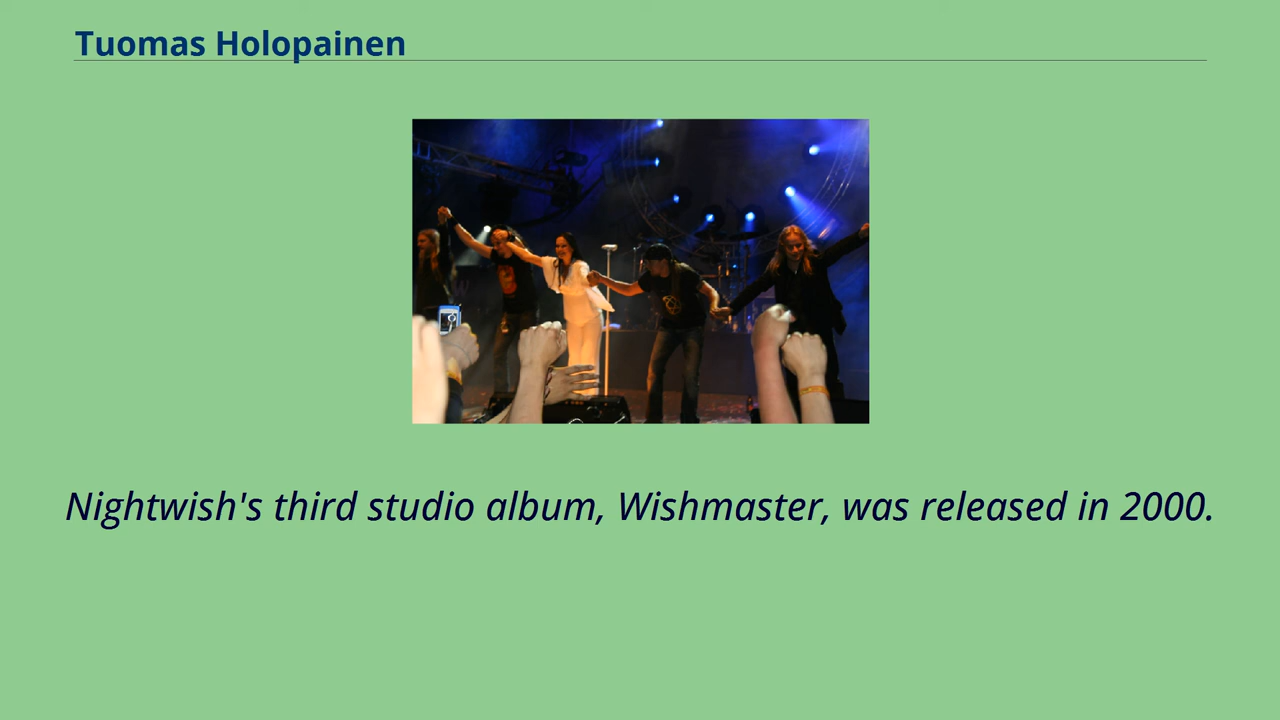 Tuomas Holopainen
Nightwish's third studio album, Wishmaster, was released in 2000.